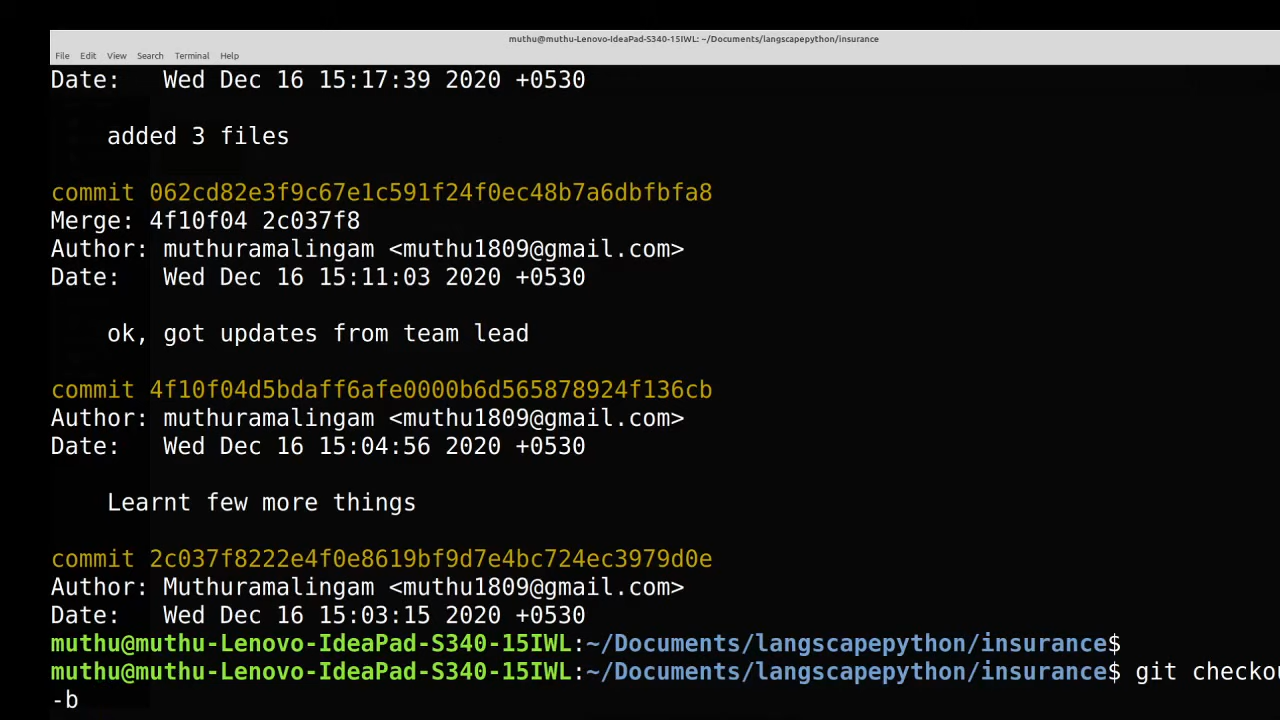 muthu@muthu-Lenovo-IdeaPad-S340-15IWL: ~/Documents/langscapepython/insurance
File Edit View Search Terminal Help
Date:   Wed Dec 16 15:17:39 2020 +0530
added 3 files
commit 062cd82e3f9c67e1c591f24f0ec48b7a6dbfbfa8
Merge: 4f10f04 2c037f8
Author: muthuramalingam <muthu1809@gmail.com>
Date:   Wed Dec 16 15:11:03 2020 +0530
ok, got updates from team lead
commit 4f10f04d5bdaff6afe0000b6d565878924f136cb
Author: muthuramalingam <muthu1809@gmail.com>
Date:   Wed Dec 16 15:04:56 2020 +0530
Learnt few more things
commit 2c037f8222e4f0e8619bf9d7e4bc724ec3979d0e
Author: Muthuramalingam <muthu1809@gmail.com>
Date:   Wed Dec 16 15:03:15 2020 +0530
muthu@muthu-Lenovo-IdeaPad-S340-15IWL:~/Documents/langscapepython/insurance$
muthu@muthu-Lenovo-IdeaPad-S340-15IWL:~/Documents/langscapepython/insurance$ git checko
-b